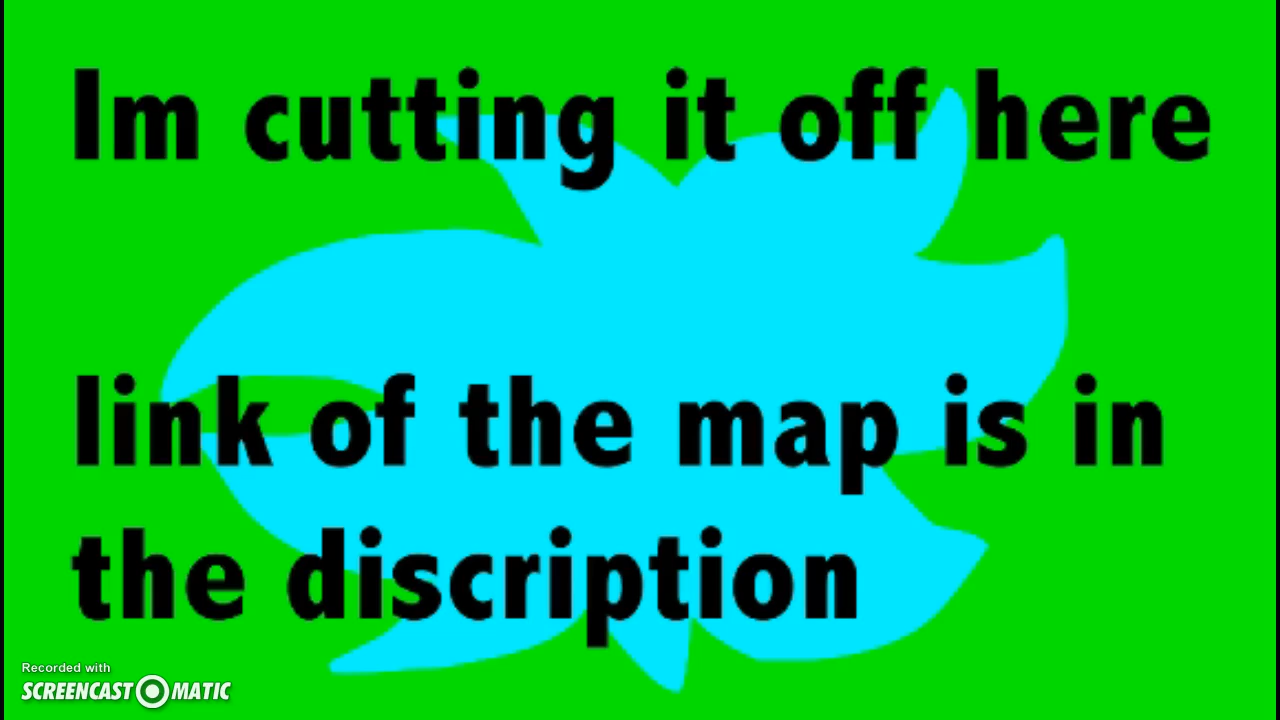 Im cutting it off here
link of the map is in
the discription
Recorded with
SCREENCAST MATIC